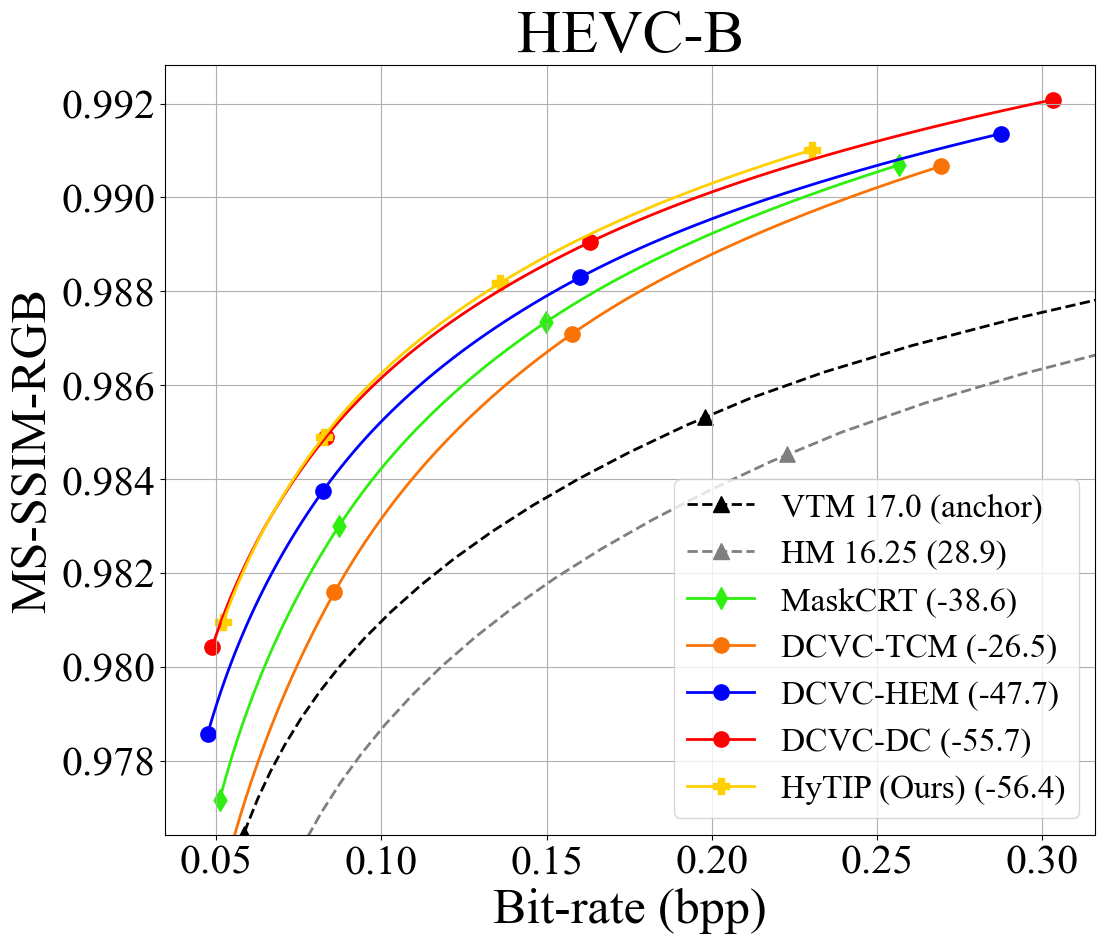 HEVC-B
MS-SSIM-RGB
0.992
0.990
0.988
0.986
0.984
0.982
0.980
0.978
VTM 17.0 (anchor)
HM 16.25 (28.9)
MaskCRT (-38.6)
DCVC-TCM (-26.5)
DCVC-HEM (-47.7)
DCVC-DC (-55.7)
HyTIP (Ours) (-56.4)
0.05 0.10 0.15 0.20 0.25 0.30
Bit-rate (bpp)